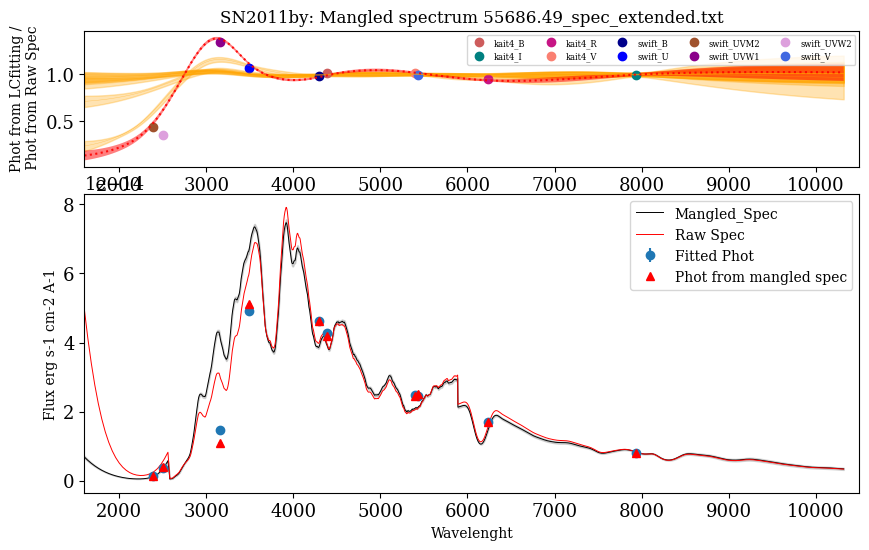 SN2011by: Mangled spectrum 55686.49_spec_extended.txt
Phot from LCfitting /
Phot from Raw Spec
1.0
0.5
kait4_B kait4_R swift_B swift_UVM2 swift_UVW2
kait4_I kait4_V swift_U swift_UVW1 swift_V
2000 3000 4000 5000 6000 7000 8000 9000 10000
1e−14
Flux erg s-1 cm-2 A-1
8
6
4
2
0
Mangled_Spec
Raw Spec
Fitted Phot
Phot from mangled spec
2000 3000 4000 5000 6000 7000 8000 9000 10000
Wavelenght